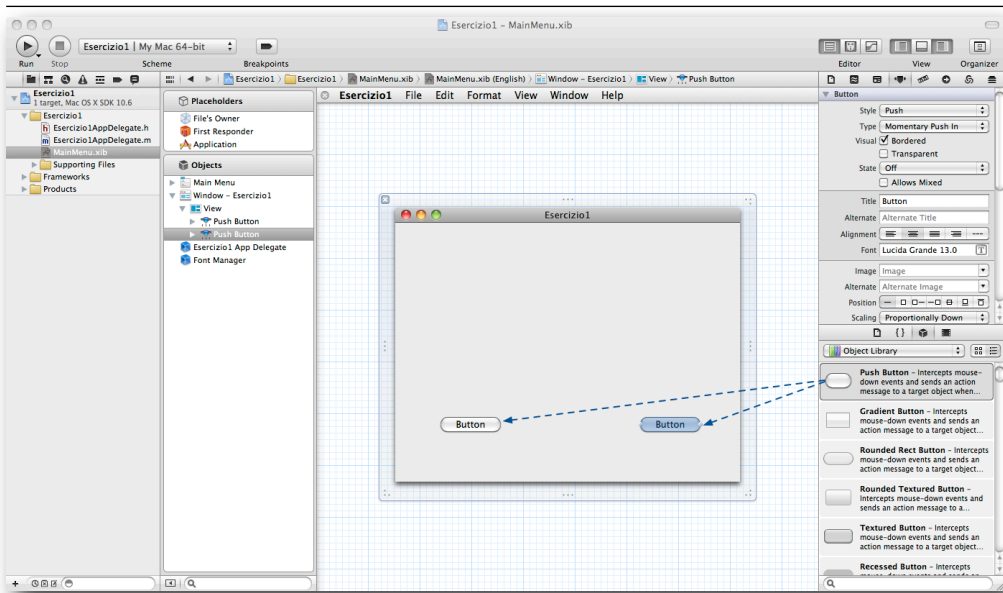 Esercizio1 – MainMenu.xib
Esercizio1 | My Mac 64-bit
Run Stop Scheme Breakpoints Editor View Organizer
Esercizio1 Esercizio1 MainMenu.xib MainMenu.xib (English) Window – Esercizio1 View Push Button
Esercizio1
1 target, Mac OS X SDK 10.6
Esercizio1
Esercizio1AppDelegate.h
Esercizio1AppDelegate.m
MainMenu.xib
Supporting Files
Frameworks
Products
Placeholders
File's Owner
First Responder
Application
Objects
Main Menu
Window – Esercizio1
View
Push Button
Push Button
Esercizio1 App Delegate
Font Manager
Esercizio1 File Edit Format View Window Help
Esercizio1
Button
Button
Button
Style Push
Type Momentary Push In
Visual Bordered
Transparent
State Off
Allows Mixed
Title Button
Alternate Alternate Title
Alignment
Font Lucida Grande 13.0
Image Image
Alternate Alternate Image
Position
Scaling Proportionally Down
Object Library
Push Button – Intercepts mouse-
down events and sends an action
message to a target object when...
Gradient Button – Intercepts
mouse-down events and sends an
action message to a target object...
Rounded Rect Button – Intercepts
mouse-down events and sends an
action message to a target object...
Rounded Textured Button –
Intercepts mouse-down events and
sends an action message to a...
Textured Button – Intercepts
mouse-down events and sends an
action message to a target object...
Recessed Button – Intercepts